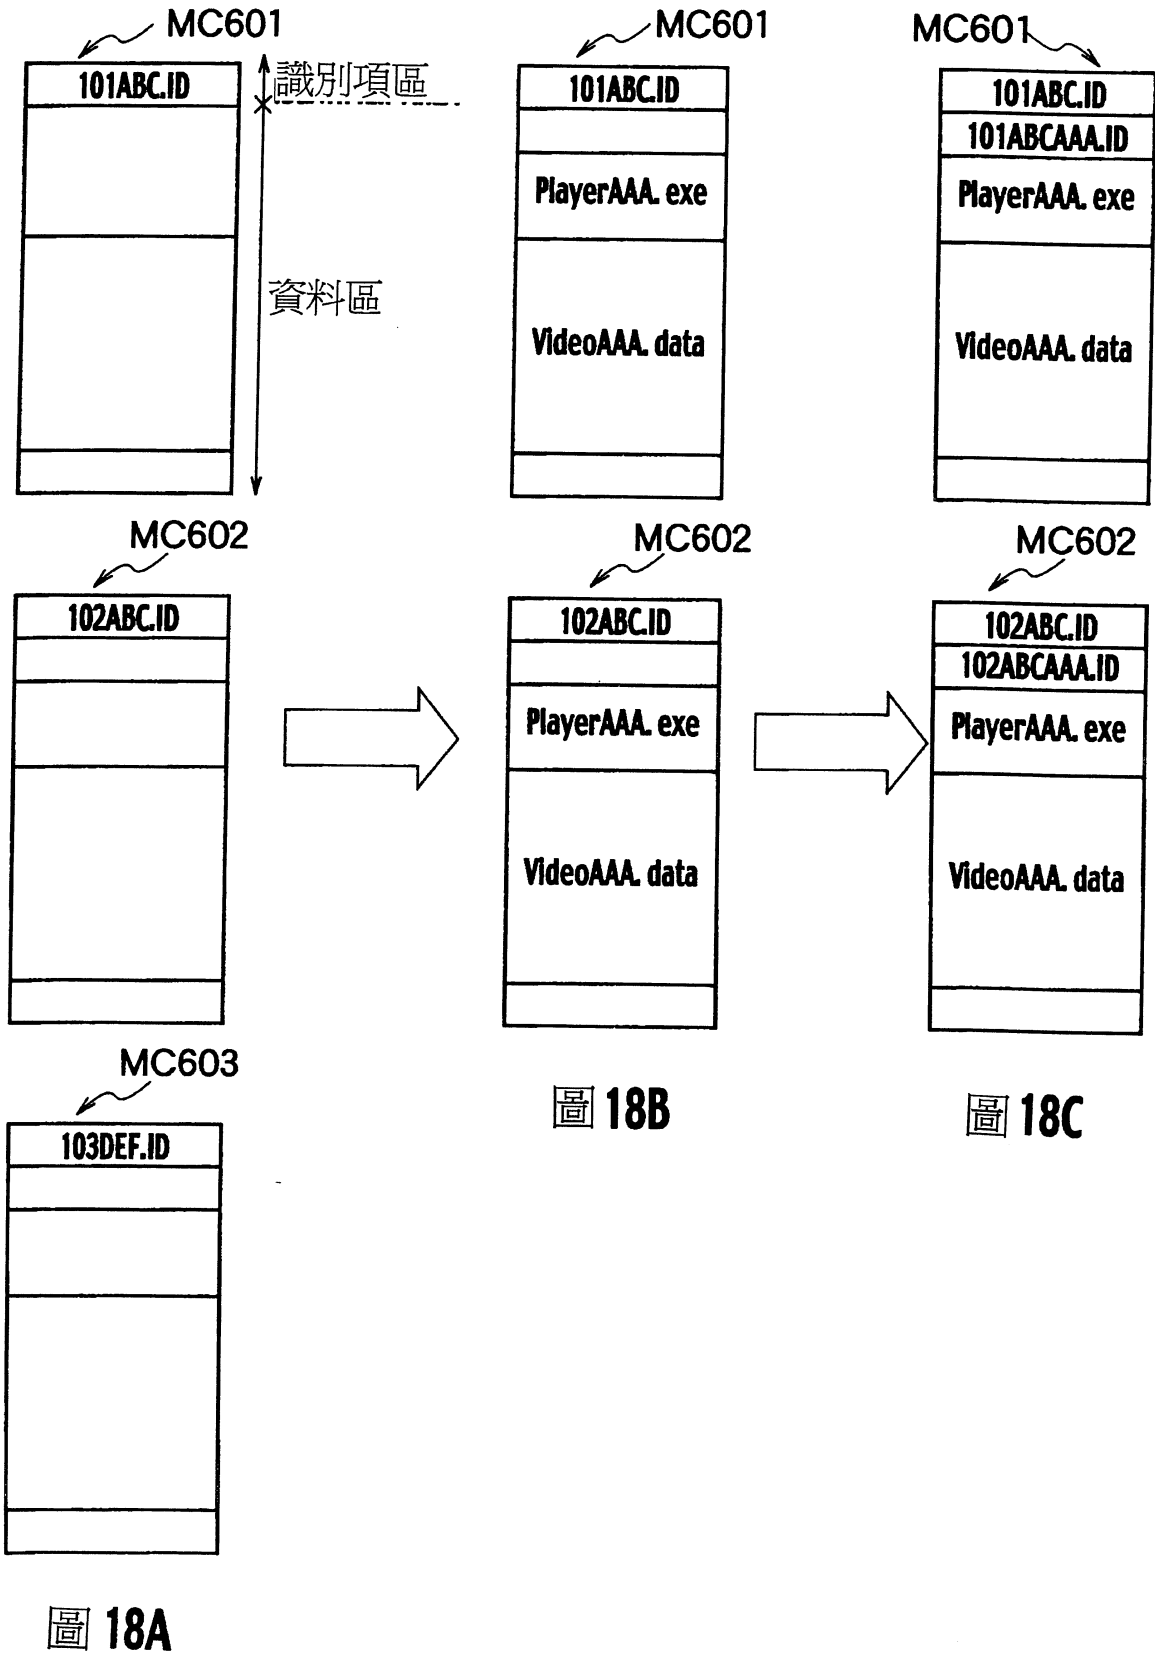 MC601
101ABC.ID
識別項區
資料區
MC602
102ABC.ID
MC603
103DEF.ID
圖 18A
MC601
101ABC.ID
PlayerAAA. exe
VideoAAA. data
MC602
102ABC.ID
PlayerAAA. exe
VideoAAA. data
圖 18B
MC601
101ABC.ID
101ABCAAA.ID
PlayerAAA. exe
VideoAAA. data
MC602
102ABC.ID
102ABCAAA.ID
PlayerAAA. exe
VideoAAA. data
圖 18C